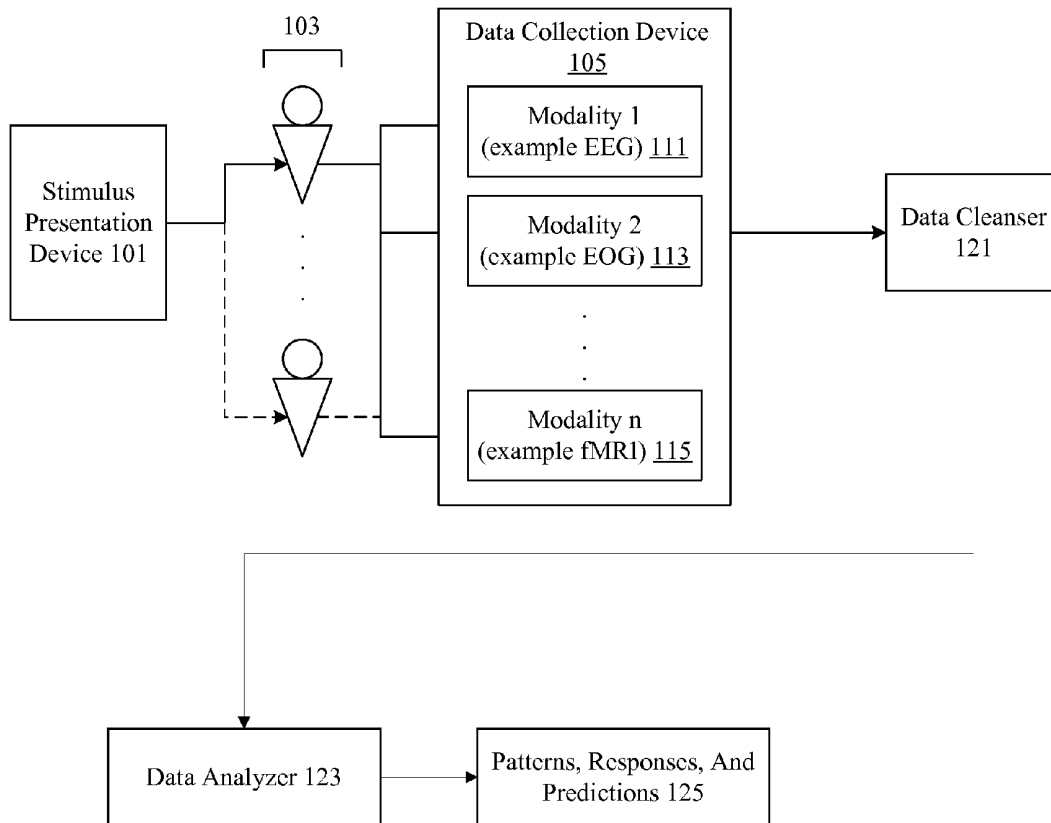 103
Stimulus
Presentation
Device 101
Data Collection Device
105
Modality 1
(example EEG) 111
Modality 2
(example EOG) 113
Modality n
(example fMRI) 115
Data Cleanser
121
Data Analyzer 123
Patterns, Responses, And
Predictions 125